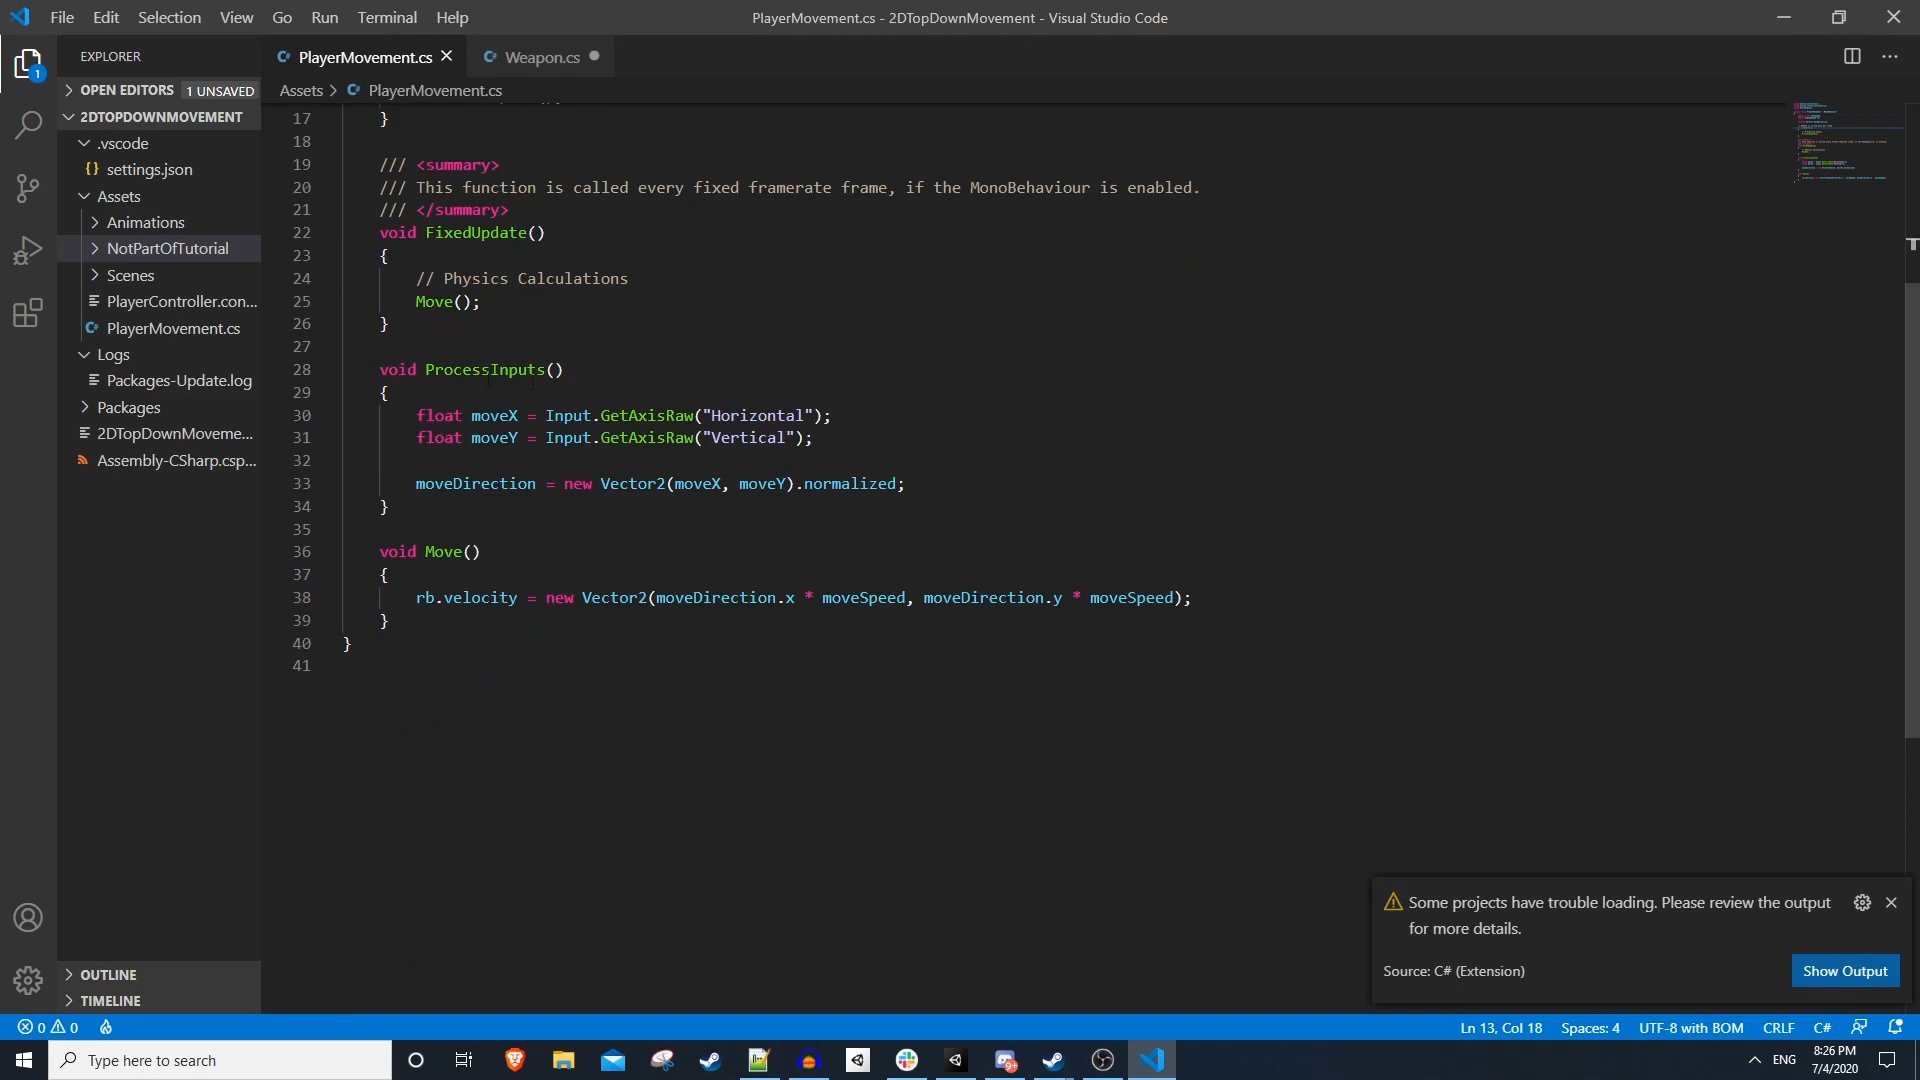 File Edit Selection View Go Run Terminal Help
PlayerMovement.cs - 2DTopDownMovement - Visual Studio Code
EXPLORER
PlayerMovement.cs
Weapon.cs
OPEN EDITORS 1 UNSAVED
Assets > PlayerMovement.cs
2DTOPDOWNMOVEMENT
.vscode
settings.json
Assets
Animations
NotPartOfTutorial
Scenes
PlayerController.con...
PlayerMovement.cs
Logs
Packages-Update.log
Packages
2DTopDownMoveme...
Assembly-CSharp.csp...
OUTLINE
TIMELINE
1
17 }
18
19 /// <summary>
20 /// This function is called every fixed framerate frame, if the MonoBehaviour is enabled.
21 /// </summary>
22 void FixedUpdate()
23 {
24 // Physics Calculations
25 Move();
26 }
27
28 void ProcessInputs()
29 {
30 float moveX = Input.GetAxisRaw("Horizontal");
31 float moveY = Input.GetAxisRaw("Vertical");
32
33 moveDirection = new Vector2(moveX, moveY).normalized;
34 }
35
36 void Move()
37 {
38 rb.velocity = new Vector2(moveDirection.x * moveSpeed, moveDirection.y * moveSpeed);
39 }
40 }
41
Some projects have trouble loading. Please review the output
for more details.
Source: C# (Extension)
Show Output
0 0
Ln 13, Col 18 Spaces: 4 UTF-8 with BOM CRLF C#
Type here to search
9+
ENG
8:26 PM
7/4/2020